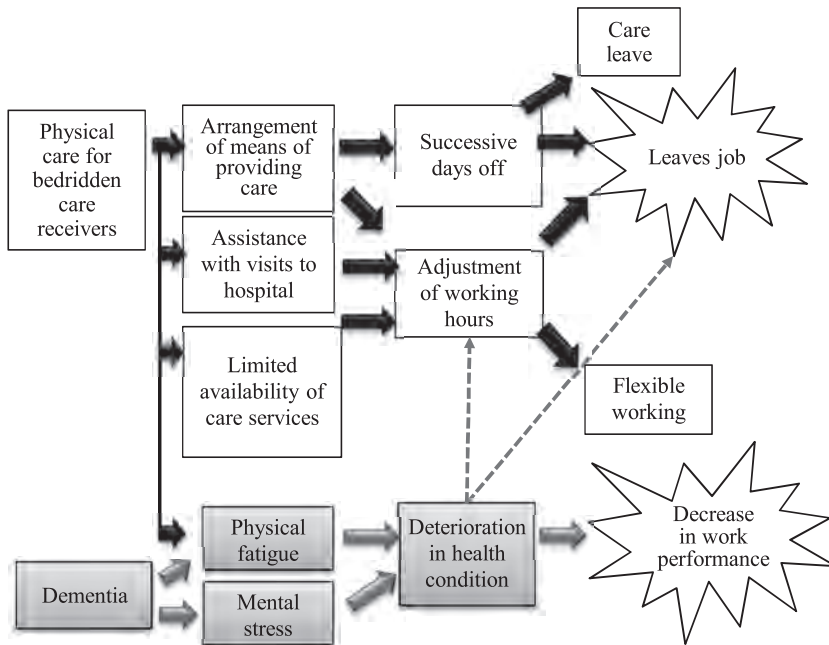 Care
leave
Physical
care for
bedridden
care
receivers
Arrangement
of means of
providing
care
Successive
days off
Leaves job
Assistance
with visits to
hospital
Adjustment
of working
hours
Limited
availability of
care services
Flexible
working
Physical
fatigue
Deterioration
in health
condition
Decrease
in work
performance
Dementia
Mental
stress